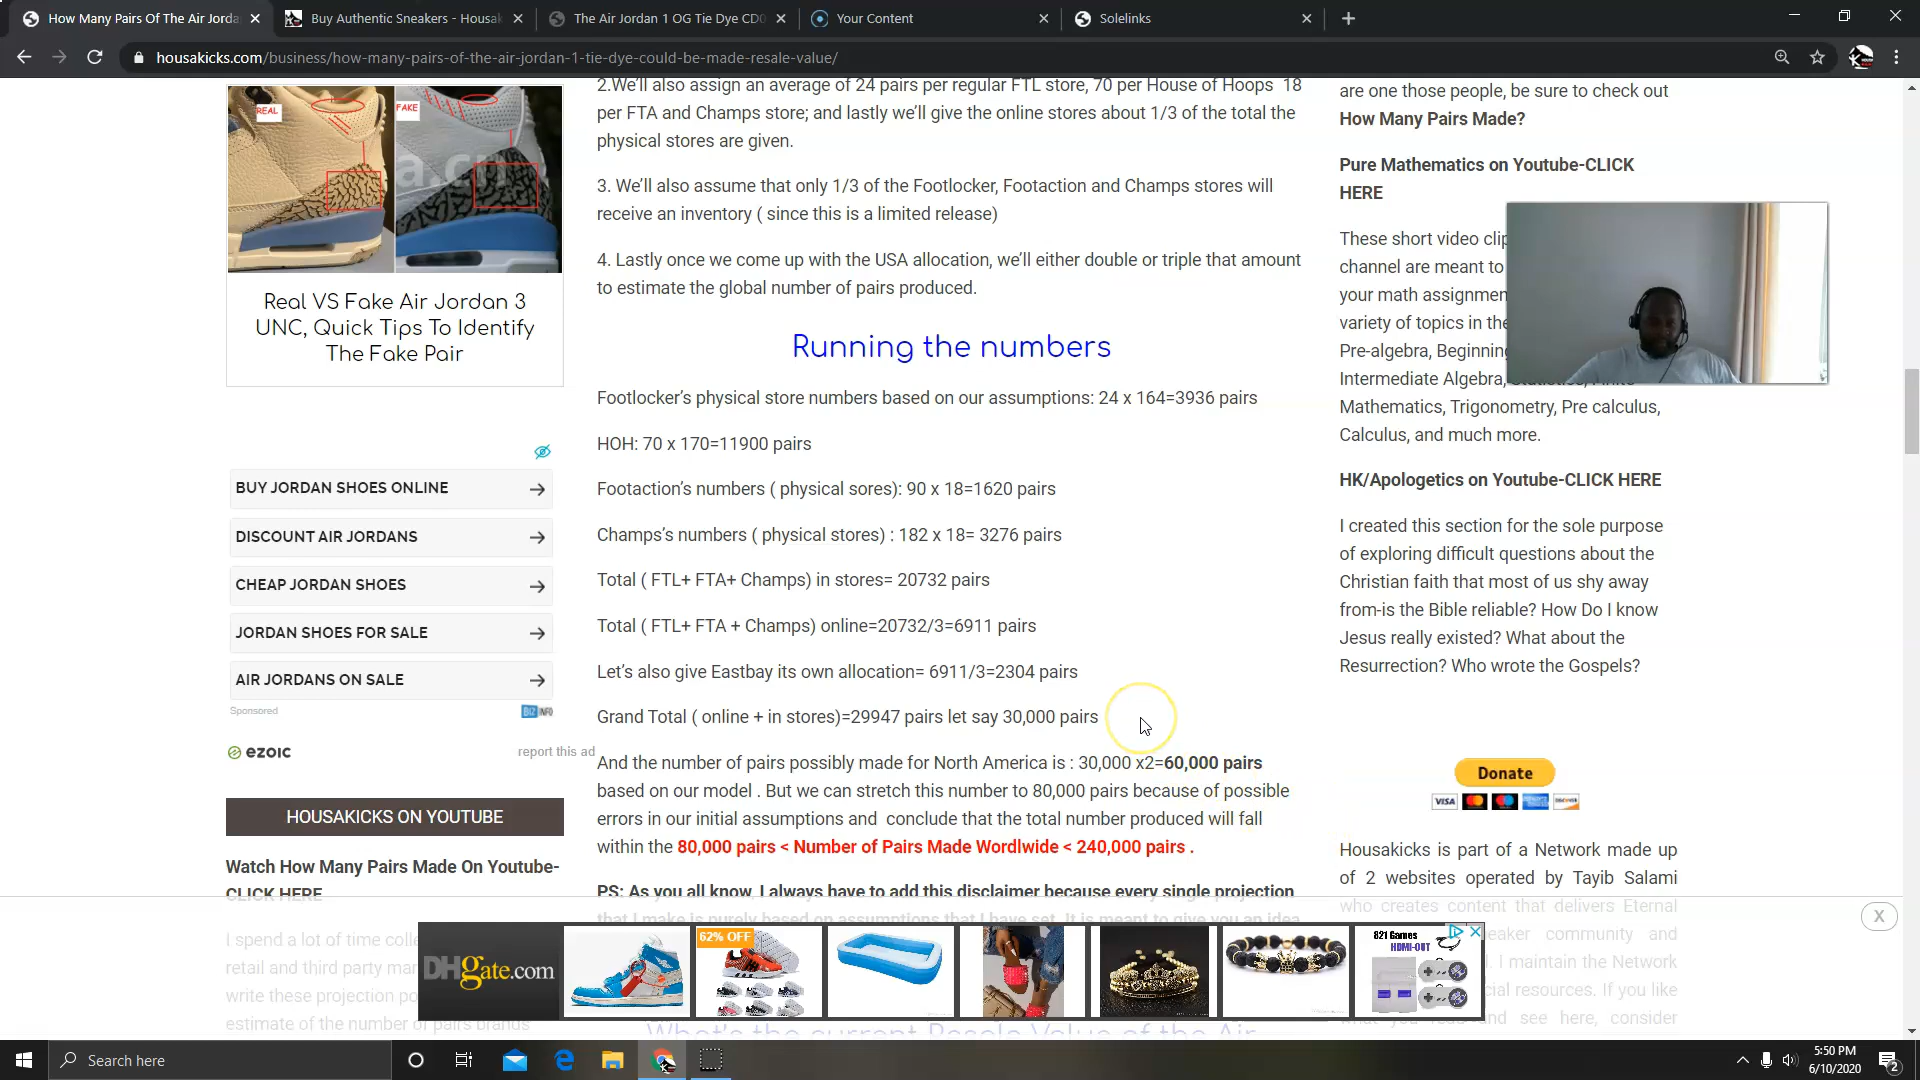 How Many Pairs Of The Air Jorda
Buy Authentic Sneakers - Housak
The Air Jordan 1 OG Tie Dye CD0
Your Content
Solelinks
housakicks.com/business/how-many-pairs-of-the-air-jordan-1-tie-dye-could-be-made-resale-value/
REAL
FAKE
Real VS Fake Air Jordan 3
UNC, Quick Tips To Identify
The Fake Pair
BUY JORDAN SHOES ONLINE
DISCOUNT AIR JORDANS
CHEAP JORDAN SHOES
JORDAN SHOES FOR SALE
AIR JORDANS ON SALE
Sponsored
ezoic
report this ad
HOUSAKICKS ON YOUTUBE
Watch How Many Pairs Made On Youtube-
CLICK HERE
I spend a lot of time colle
retail and third party mar
write these projection po
estimate of the number of pairs brands
2.We'll also assign an average of 24 pairs per regular FTL store, 70 per House of Hoops 18
per FTA and Champs store; and lastly we'll give the online stores about 1/3 of the total the
physical stores are given.
3. We'll also assume that only 1/3 of the Footlocker, Footaction and Champs stores will
receive an inventory ( since this is a limited release)
4. Lastly once we come up with the USA allocation, we'll either double or triple that amount
to estimate the global number of pairs produced.
Running the numbers
Footlocker's physical store numbers based on our assumptions: 24 x 164=3936 pairs
HOH: 70 x 170=11900 pairs
Footaction's numbers ( physical sores): 90 x 18=1620 pairs
Champs's numbers ( physical stores) : 182 x 18= 3276 pairs
Total ( FTL+ FTA+ Champs) in stores= 20732 pairs
Total ( FTL+ FTA + Champs) online=20732/3=6911 pairs
Let's also give Eastbay its own allocation= 6911/3=2304 pairs
Grand Total ( online + in stores)=29947 pairs let say 30,000 pairs
And the number of pairs possibly made for North America is : 30,000 x2=60,000 pairs
based on our model . But we can stretch this number to 80,000 pairs because of possible
errors in our initial assumptions and conclude that the total number produced will fall
within the 80,000 pairs < Number of Pairs Made Wordlwide < 240,000 pairs .
PS: As you all know, I always have to add this disclaimer because every single projection
that I make is purely based on assumptions that I have set. It is meant to give you an idea
What's the current Resale Value of the Air
are one those people, be sure to check out
How Many Pairs Made?
Pure Mathematics on Youtube-CLICK
HERE
These short video clip
channel are meant to
your math assignmen
variety of topics in the
Pre-algebra, Beginning
Intermediate Algebra,
Mathematics, Trigonometry, Pre calculus,
Calculus, and much more.
HK/Apologetics on Youtube-CLICK HERE
I created this section for the sole purpose
of exploring difficult questions about the
Christian faith that most of us shy away
from-is the Bible reliable? How Do I know
Jesus really existed? What about the
Resurrection? Who wrote the Gospels?
Donate
VISA
Housakicks is part of a Network made up
of 2 websites operated by Tayib Salami
who creates content that delivers Eternal
eaker community and
I maintain the Network
cial resources. If you like
what you read and see here, consider
X
DHgate.com
62% OFF
821 Games
HDMI-OUT
Search here
5:50 PM
6/10/2020
2